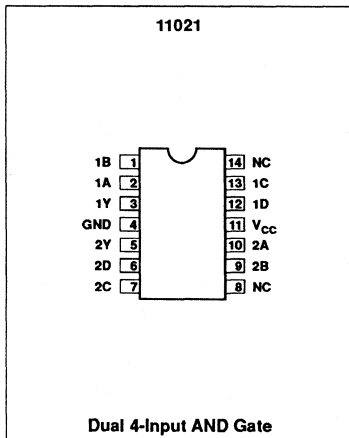 11021
1B 1 14 NC
1A 2 13 1C
1Y 3 12 1D
GND 4 11 VCC
2Y 5 10 2A
2D 6 9 2B
2C 7 8 NC
Dual 4-Input AND Gate